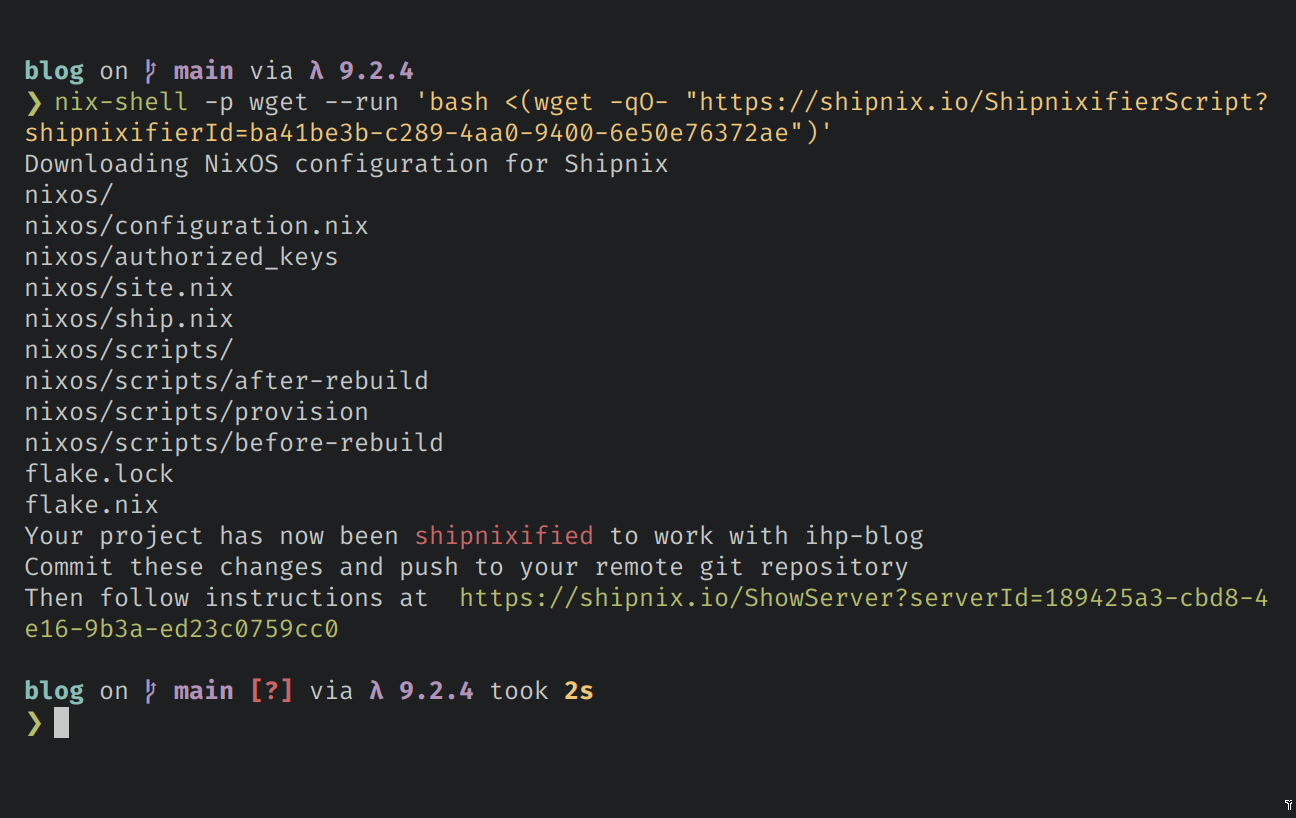 blog on main via λ 9.2.4
❯ nix-shell -p wget --run 'bash <(wget -qO- "https://shipnix.io/ShipnixifierScript?
shipnixifierId=ba41be3b-c289-4aa0-9400-6e50e76372ae")'
Downloading NixOS configuration for Shipnix
nixos/
nixos/configuration.nix
nixos/authorized_keys
nixos/site.nix
nixos/ship.nix
nixos/scripts/
nixos/scripts/after-rebuild
nixos/scripts/provision
nixos/scripts/before-rebuild
flake.lock
flake.nix
Your project has now been shipnixified to work with ihp-blog
Commit these changes and push to your remote git repository
Then follow instructions at  https://shipnix.io/ShowServer?serverId=189425a3-cbd8-4
e16-9b3a-ed23c0759cc0
blog on main [?] via λ 9.2.4 took 2s
❯